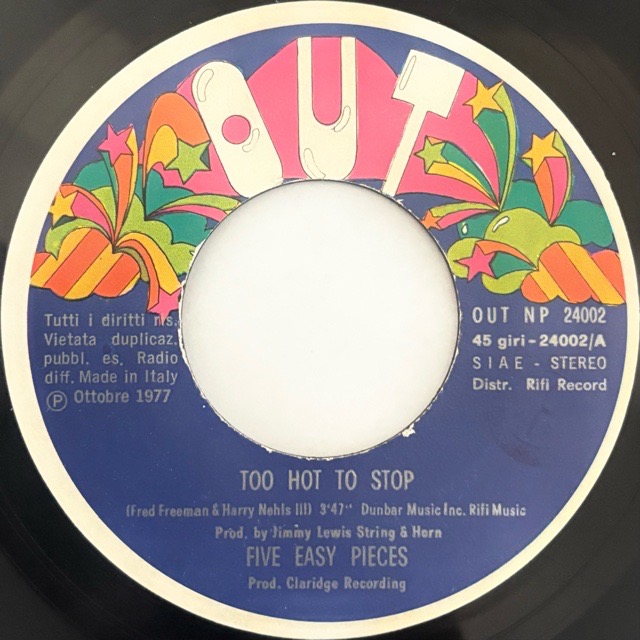 OUT
Tutti i diritti ris.
Vietata duplicaz.
pubbl. es. Radio
diff. Made in Italy
Ⓟ Ottobre 1977
OUT NP 24002
45 giri-24002/A
SIAE - STEREO
Distr. Rifi Record
TOO HOT TO STOP
(Fred Freeman & Harry Nehls III) 3'47" Dunbar Music Inc. Rifi Music
Prod. by Jimmy Lewis String & Horn
FIVE EASY PIECES
Prod. Claridge Recording